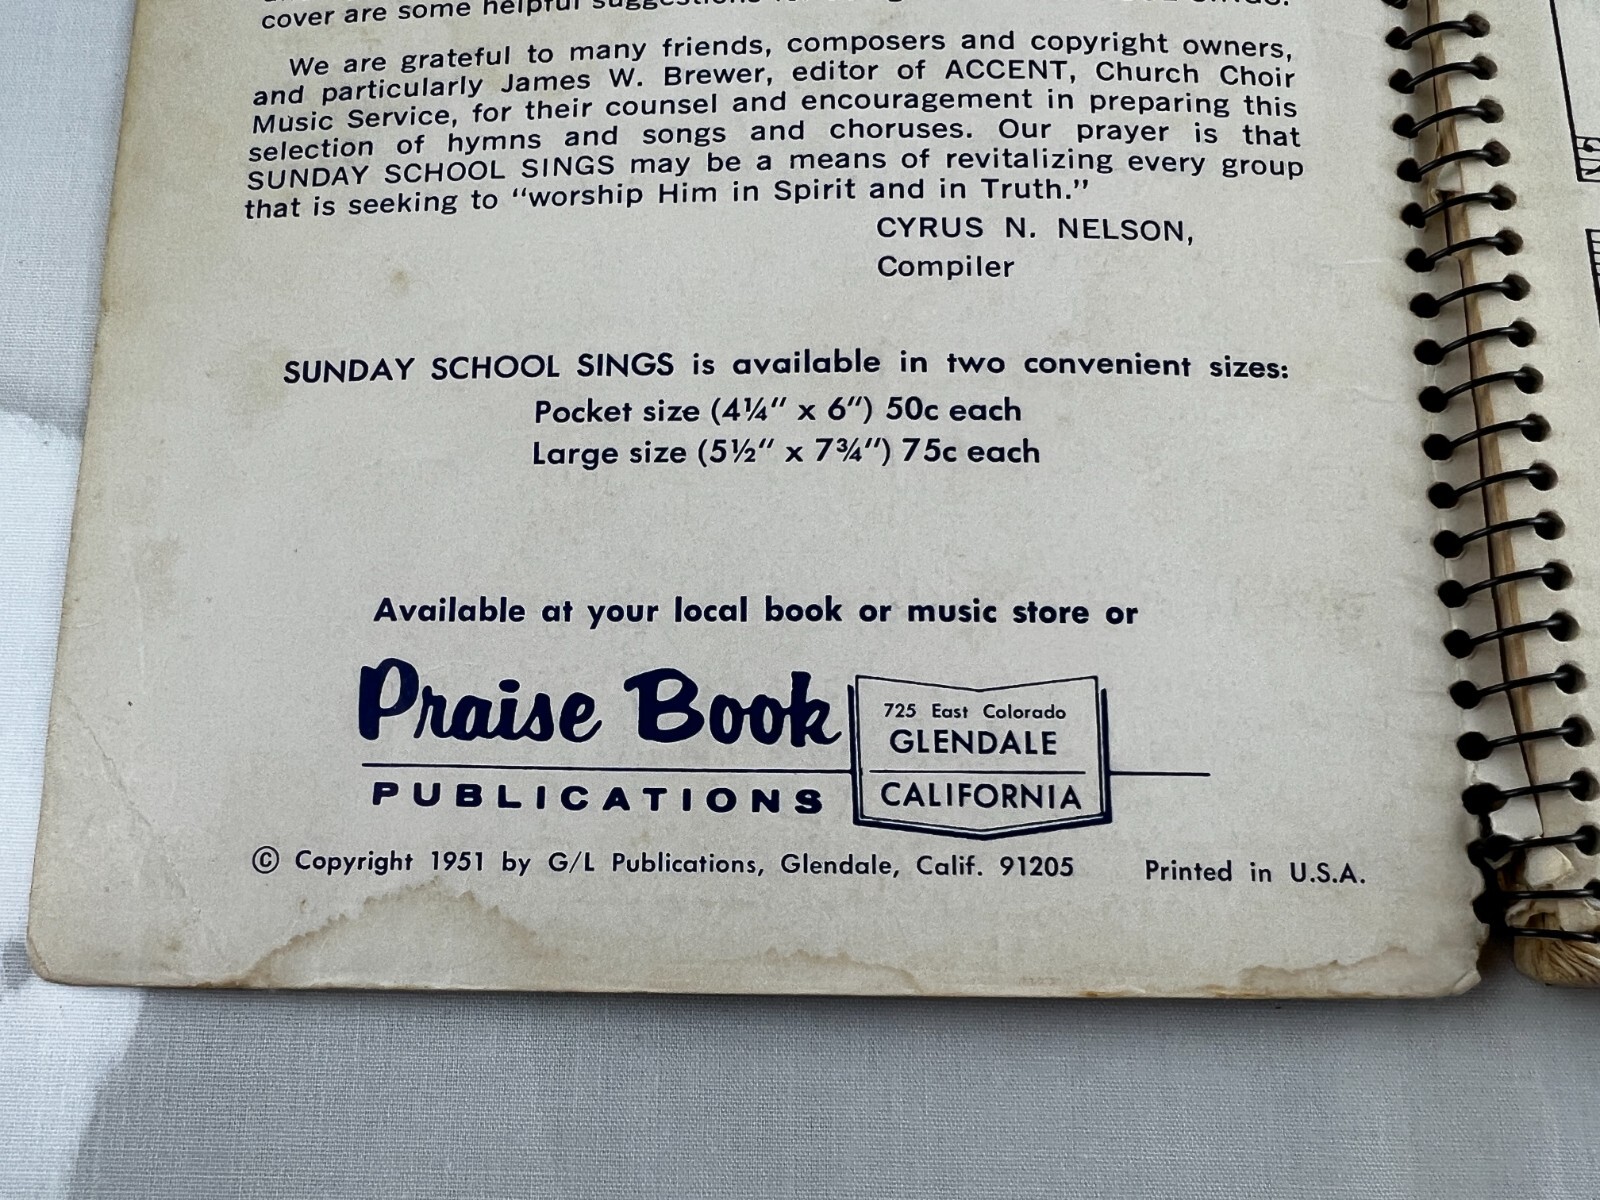 cover are some helpful suggestions
We are grateful to many friends, composers and copyright owners,
and particularly James W. Brewer, editor of ACCENT, Church Choir
Music Service, for their counsel and encouragement in preparing this
selection of hymns and songs and choruses. Our prayer is that
SUNDAY SCHOOL SINGS may be a means of revitalizing every group
that is seeking to “worship Him in Spirit and in Truth.”
CYRUS N. NELSON,
Compiler
SUNDAY SCHOOL SINGS is available in two convenient sizes:
Pocket size (4¼" x 6") 50c each
Large size (5½" x 7¾") 75c each
Available at your local book or music store or
Praise Book
PUBLICATIONS
725 East Colorado
GLENDALE
CALIFORNIA
© Copyright 1951 by G/L Publications, Glendale, Calif. 91205 Printed in U.S.A.